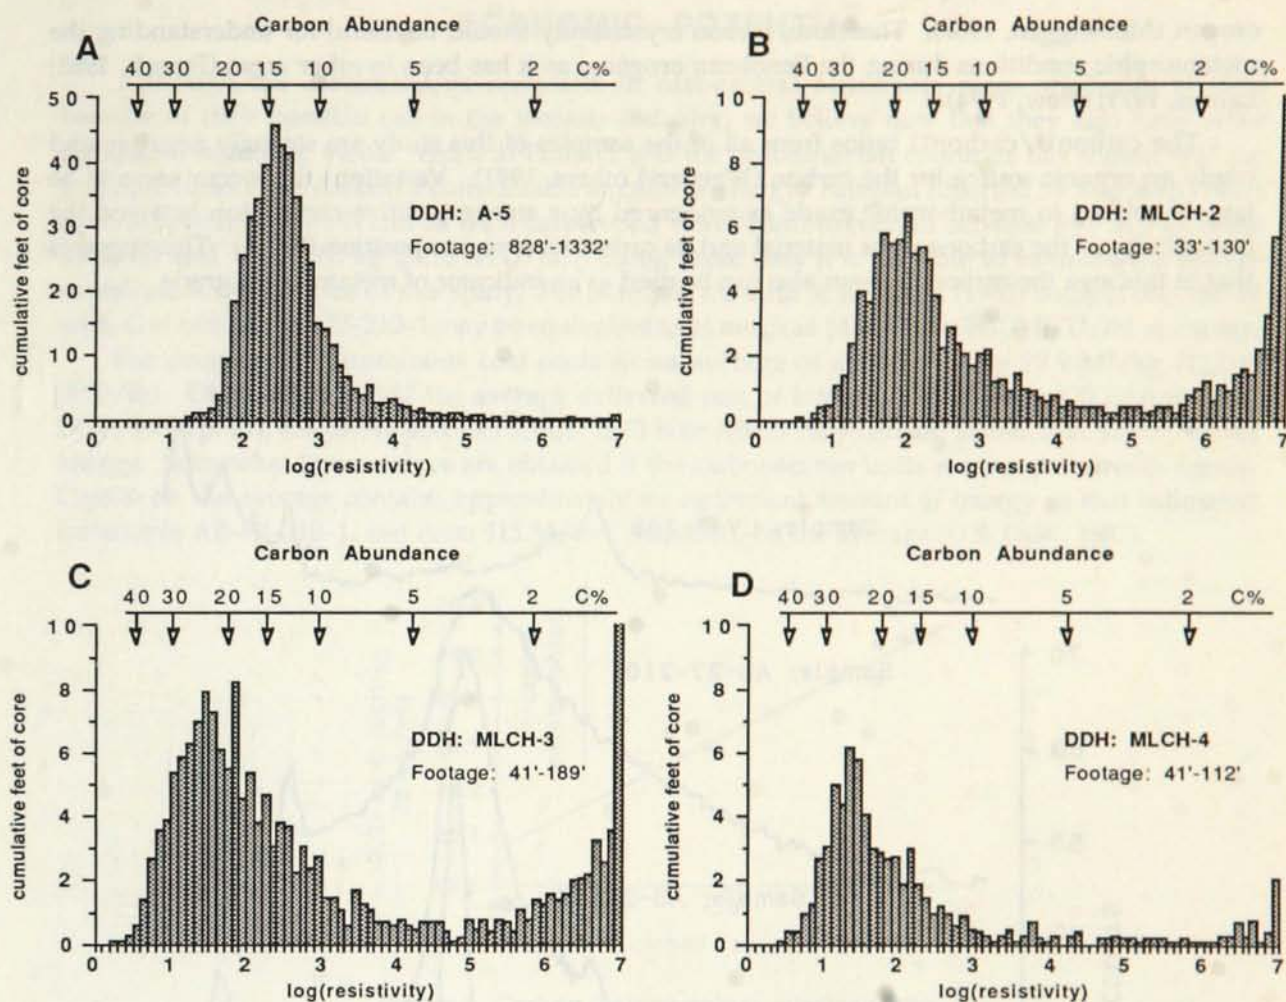 A
Carbon Abundance
40 30 20 15 10 5 2 C%
50
40
30
20
10
0
cumulative feet of core
DDH: A-5
Footage: 828'-1332'
0 1 2 3 4 5 6 7
log(resistivity)
B
Carbon Abundance
40 30 20 15 10 5 2 C%
10
8
6
4
2
0
cumulative feet of core
DDH: MLCH-2
Footage: 33'-130'
0 1 2 3 4 5 6 7
log(resistivity)
C
Carbon Abundance
40 30 20 15 10 5 2 C%
10
8
6
4
2
0
cumulative feet of core
DDH: MLCH-3
Footage: 41'-189'
0 1 2 3 4 5 6 7
log(resistivity)
D
Carbon Abundance
40 30 20 15 10 5 2 C%
10
8
6
4
2
0
cumulative feet of core
DDH: MLCH-4
Footage: 41'-112'
0 1 2 3 4 5 6 7
log(resistivity)